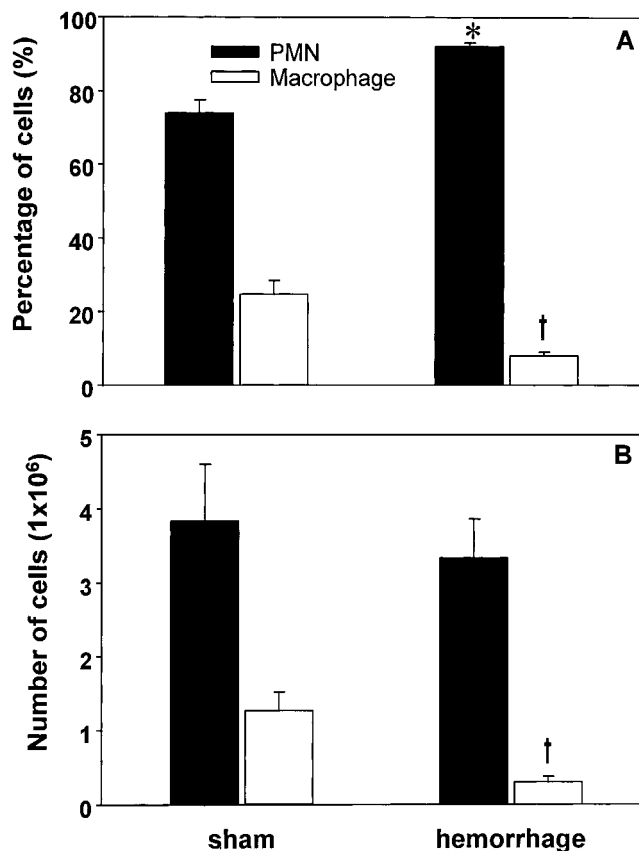 A
PMN
Macrophage
Percentage of cells (%)
100
80
60
40
20
0
*
†
B
Number of cells (1x10⁶)
5
4
3
2
1
0
†
sham hemorrhage